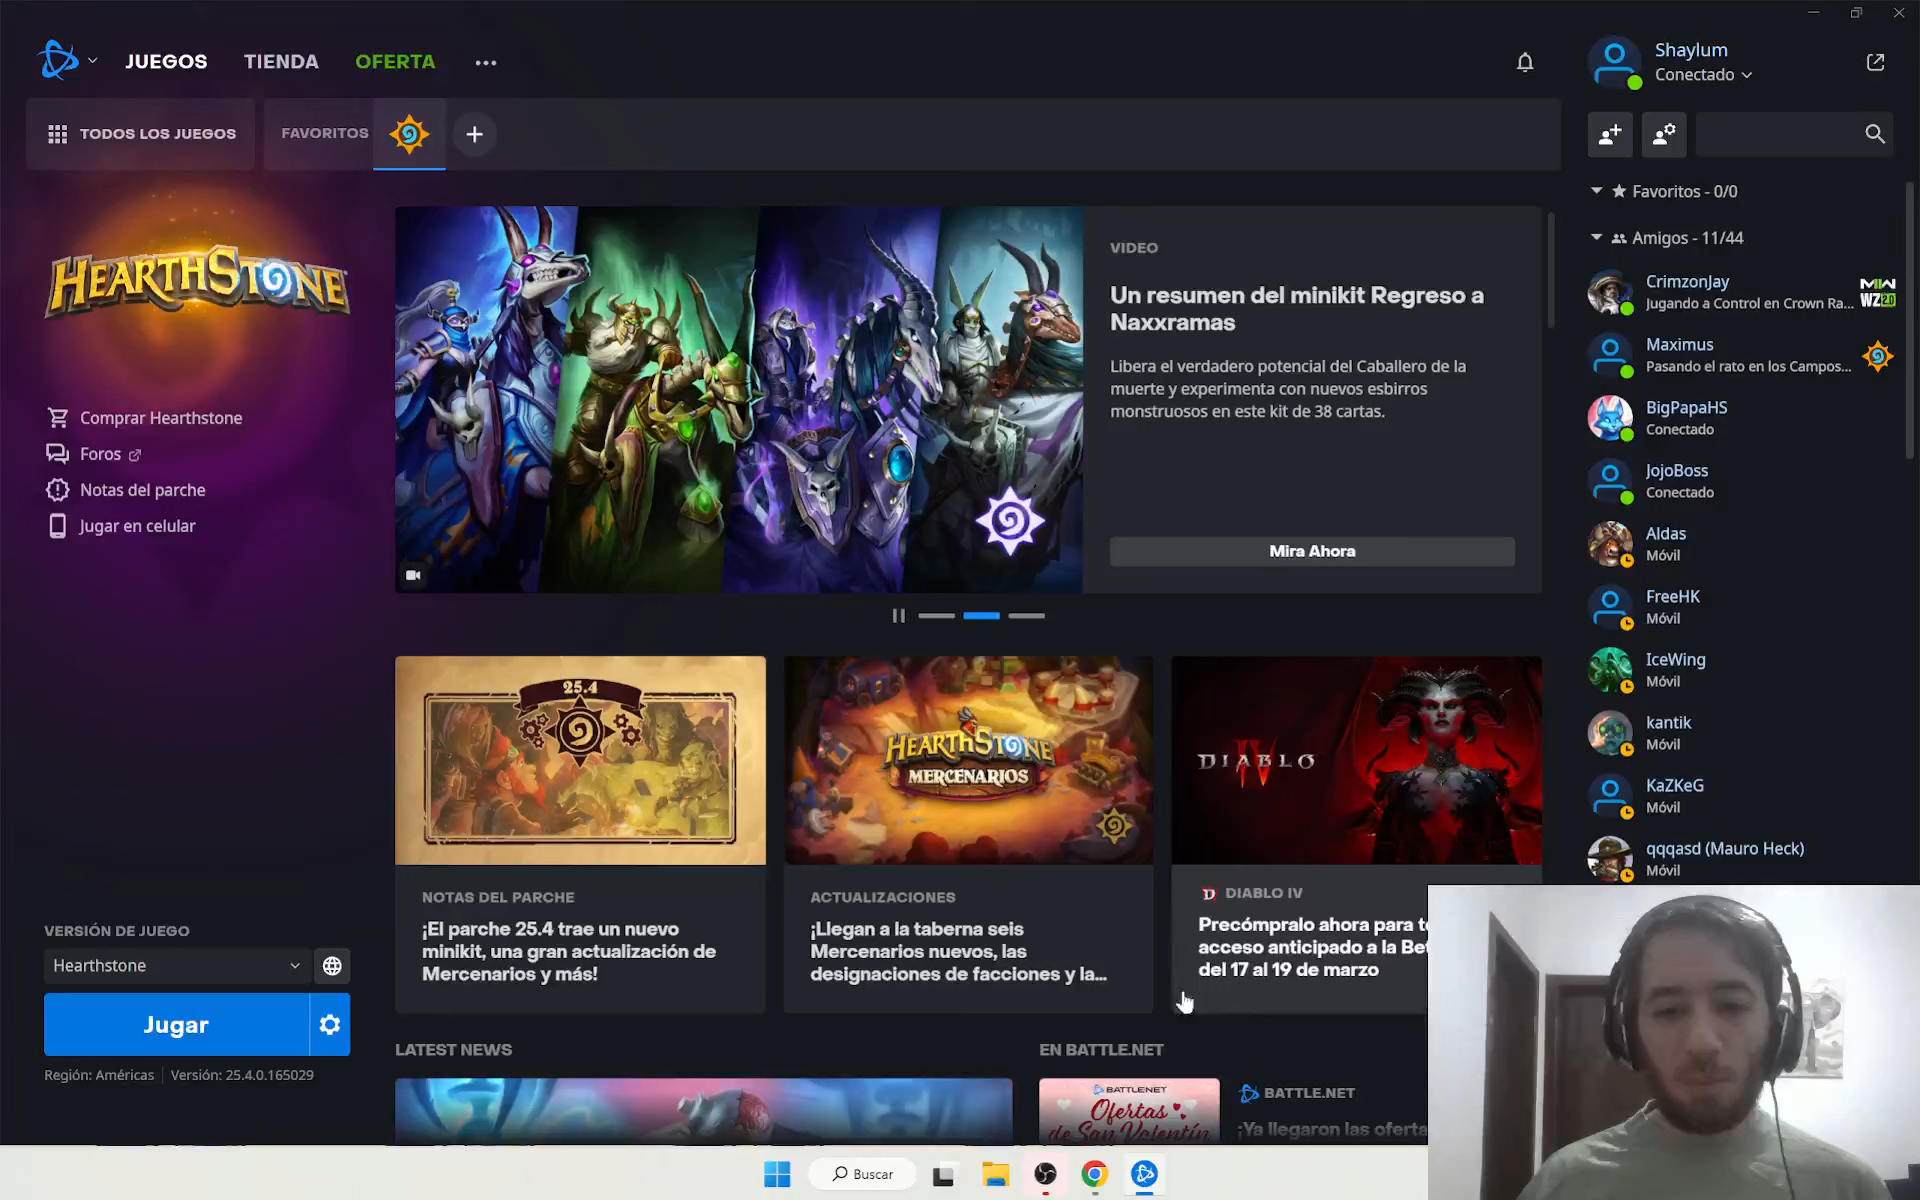 JUEGOS
TIENDA
OFERTA
Shaylum
Conectado
TODOS LOS JUEGOS
FAVORITOS
HEARTHSTONE
Comprar Hearthstone
Foros
Notas del parche
Jugar en celular
VIDEO
Un resumen del minikit Regreso a
Naxxramas
Libera el verdadero potencial del Caballero de la
muerte y experimenta con nuevos esbirros
monstruosos en este kit de 38 cartas.
Mira Ahora
25.4
NOTAS DEL PARCHE
¡El parche 25.4 trae un nuevo
minikit, una gran actualización de
Mercenarios y más!
HEARTHSTONE
MERCENARIOS
ACTUALIZACIONES
¡Llegan a la taberna seis
Mercenarios nuevos, las
designaciones de facciones y la...
DIABLO
IV
DIABLO IV
Precómpralo ahora para t
acceso anticipado a la Be
del 17 al 19 de marzo
VERSIÓN DE JUEGO
Hearthstone
Jugar
Región: Américas
Versión: 25.4.0.165029
LATEST NEWS
EN BATTLE.NET
BATTLE.NET
Ofertas
de San Valentín
BATTLE.NET
¡Ya llegaron las oferta
Favoritos - 0/0
Amigos - 11/44
CrimzonJay
Jugando a Control en Crown Ra...
MW
WZ 2.0
Maximus
Pasando el rato en los Campos...
BigPapaHS
Conectado
JojoBoss
Conectado
Aldas
Móvil
FreeHK
Móvil
IceWing
Móvil
kantik
Móvil
KaZKeG
Móvil
qqqasd (Mauro Heck)
Móvil
Buscar